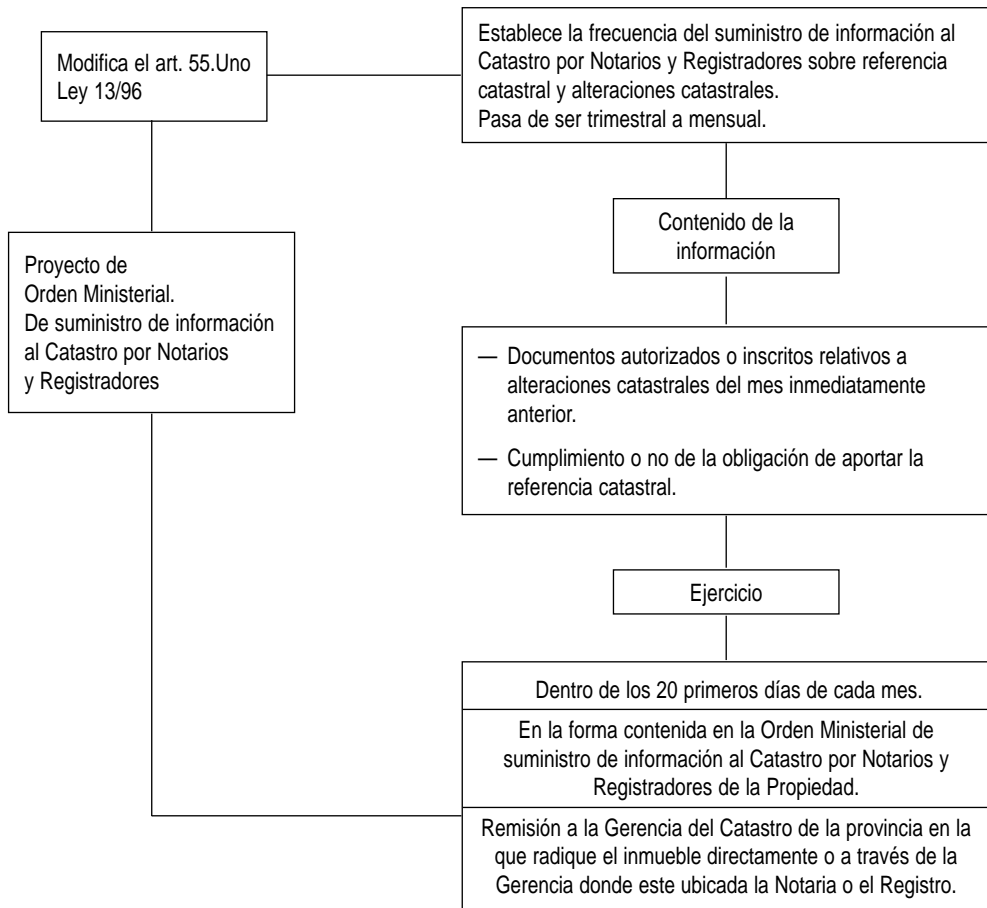 Modifica el art. 55.Uno
Ley 13/96
Establece la frecuencia del suministro de información al
Catastro por Notarios y Registradores sobre referencia
catastral y alteraciones catastrales.
Pasa de ser trimestral a mensual.
Contenido de la
información
Proyecto de
Orden Ministerial.
De suministro de información
al Catastro por Notarios
y Registradores
— Documentos autorizados o inscritos relativos a
alteraciones catastrales del mes inmediatamente
anterior.
— Cumplimiento o no de la obligación de aportar la
referencia catastral.
Ejercicio
Dentro de los 20 primeros días de cada mes.
En la forma contenida en la Orden Ministerial de
suministro de información al Catastro por Notarios y
Registradores de la Propiedad.
Remisión a la Gerencia del Catastro de la provincia en la
que radique el inmueble directamente o a través de la
Gerencia donde este ubicada la Notaria o el Registro.